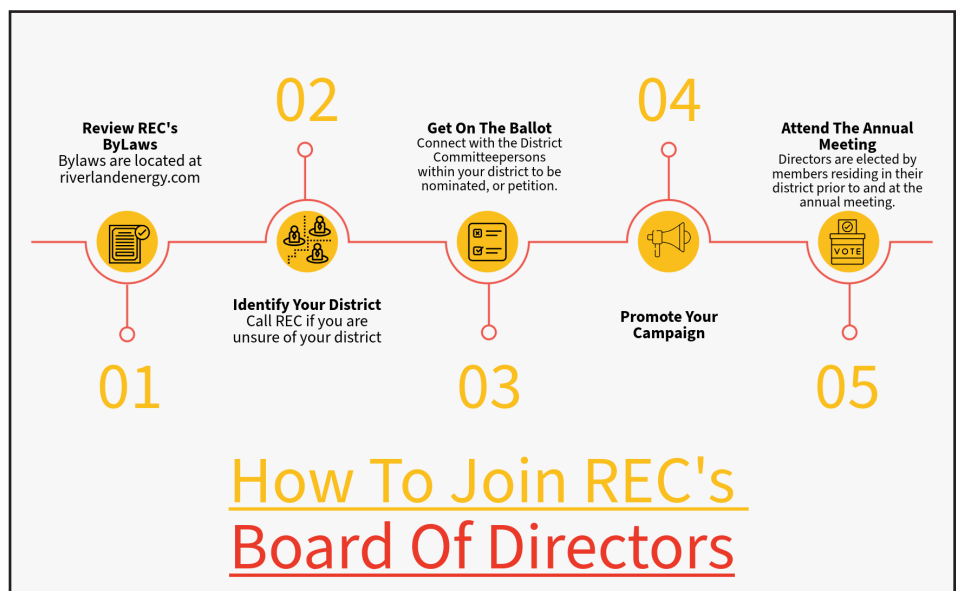 01
Review REC's
ByLaws
Bylaws are located at
riverlandenergy.com
02
Identify Your District
Call REC if you are
unsure of your district
03
Get On The Ballot
Connect with the District
Committeepersons
within your district to be
nominated, or petition.
04
Promote Your
Campaign
05
Attend The Annual
Meeting
Directors are elected by
members residing in their
district prior to and at the
annual meeting.
VOTE
How To Join REC's
Board Of Directors